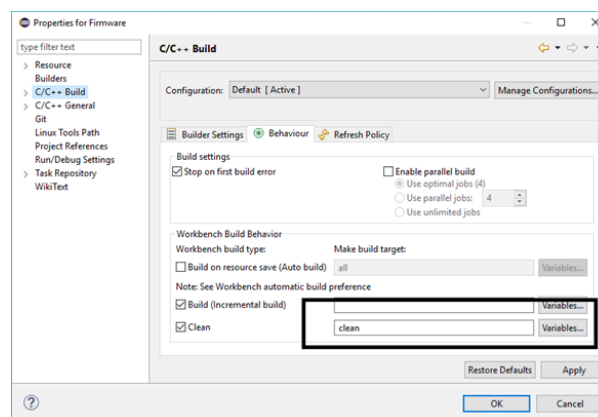 Properties for Firmware
type filter text
C/C++ Build
Resource
Builders
C/C++ Build
C/C++ General
Git
Linux Tools Path
Project References
Run/Debug Settings
Task Repository
WikiText
Configuration: Default [ Active ] Manage Configurations...
Builder Settings Behaviour Refresh Policy
Build settings
Stop on first build error Enable parallel build
Use optimal jobs (4)
Use parallel jobs: 4
Use unlimited jobs
Workbench Build Behavior
Workbench build type: Make build target:
Build on resource save (Auto build) all Variables...
Note: See Workbench automatic build preference
Build (Incremental build) Variables...
Clean clean Variables...
Restore Defaults Apply
? OK Cancel